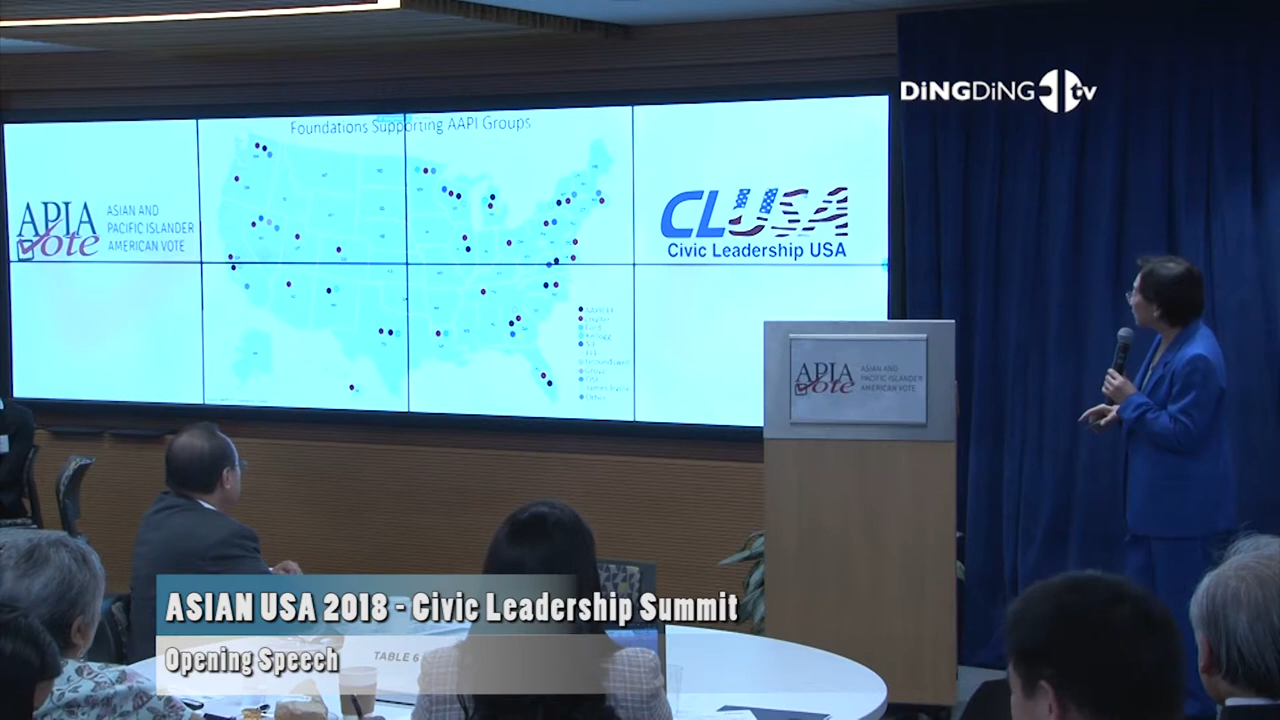 DiNGDiNG tv
Foundations Supporting AAPI Groups
APIA
Vote
ASIAN AND
PACIFIC ISLANDER
AMERICAN VOTE
CLUSA
Civic Leadership USA
APIA
Vote
ASIAN AND
PACIFIC ISLANDER
AMERICAN VOTE
ASIAN USA 2018 - Civic Leadership Summit
Opening Speech
TABLE 6